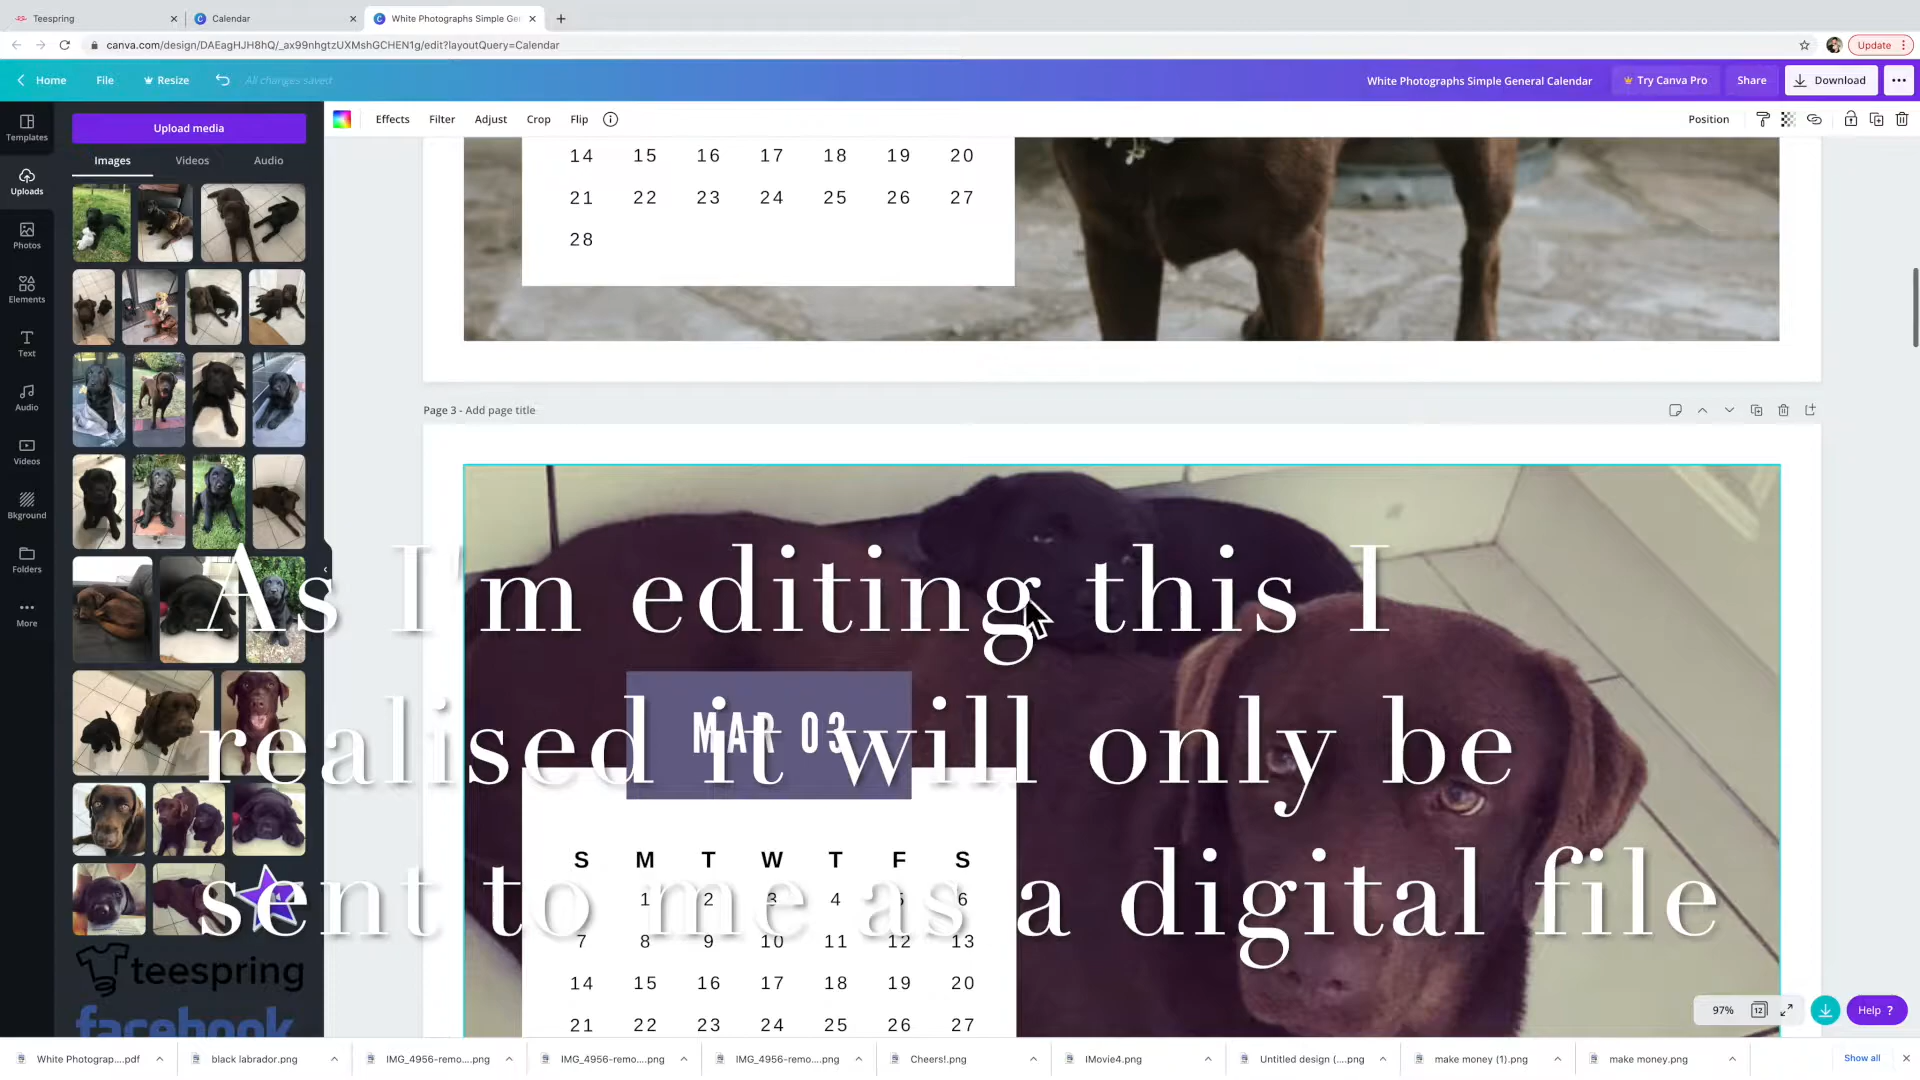 Teespring
Calendar
White Photographs Simple Ge
canva.com/design/DAEagHJH8hQ/_ax99nhgtzUXMshGCHEN1g/edit?layoutQuery=Calendar
Update
Home
File
Resize
All changes saved
White Photographs Simple General Calendar
Try Canva Pro
Share
Download
Templates
Uploads
Photos
Elements
Text
Audio
Videos
Bkground
Folders
More
Upload media
Images Videos Audio
teespring
facebook
Effects Filter Adjust Crop Flip
Position
14 15 16 17 18 19 20
21 22 23 24 25 26 27
28
Page 3 - Add page title
As I'm editing this I
realised it will only be
sent to me as a digital file
MAR 03
S M T W T F S
1 2 3 4 5 6
7 8 9 10 11 12 13
14 15 16 17 18 19 20
21 22 23 24 25 26 27
97%
12
Help ?
White Photograp....pdf
black labrador.png
IMG_4956-remo....png
IMG_4956-remo....png
IMG_4956-remo....png
Cheers!.png
IMovie4.png
Untitled design (....png
make money (1).png
make money.png
Show all